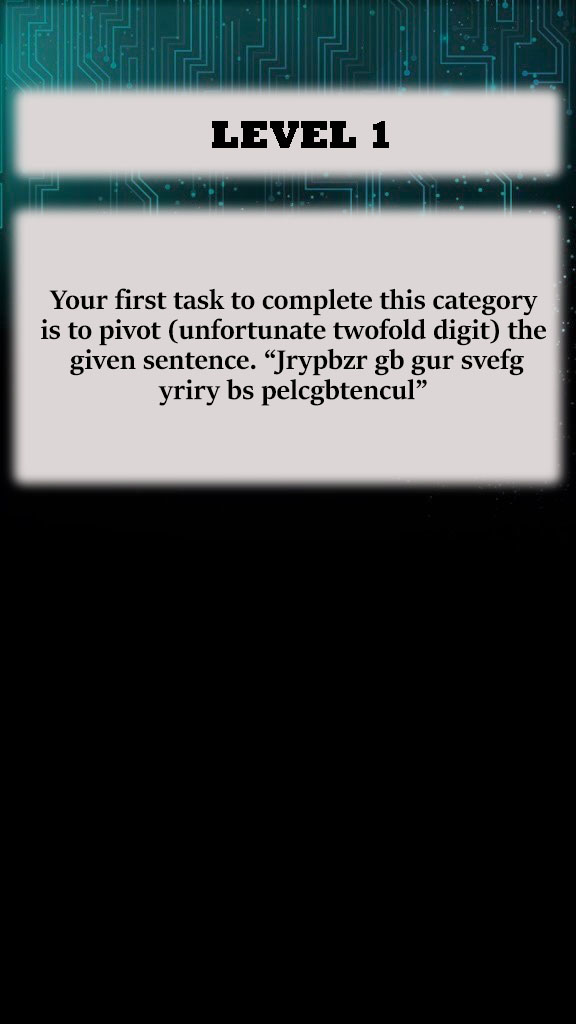 LEVEL 1
Your first task to complete this category
is to pivot (unfortunate twofold digit) the
given sentence. “Jrypbzr gb gur svefg
yriry bs pelcgbtencul”